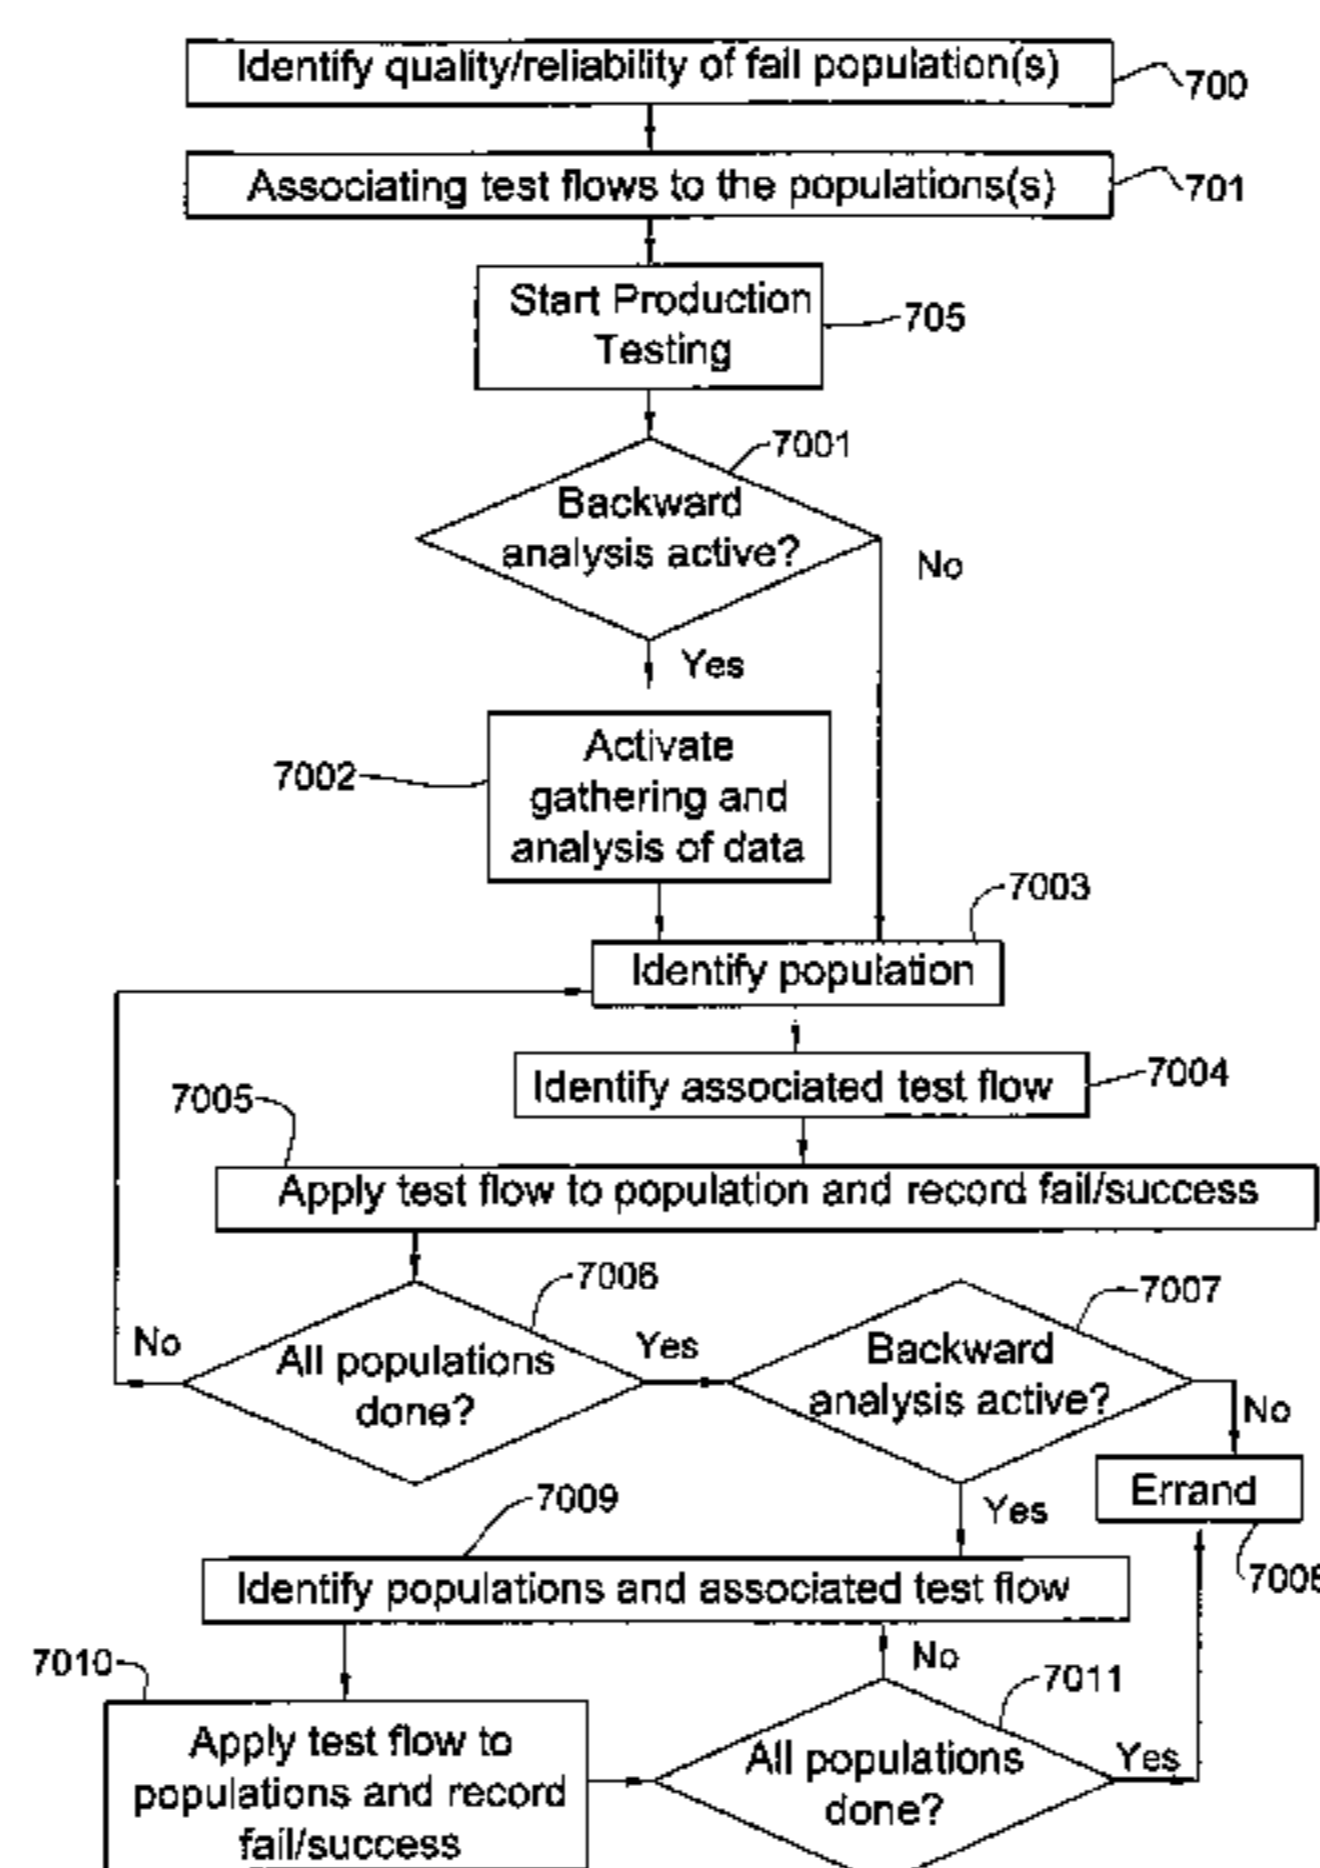 Identify quality/reliability of fail population(s)
700
Associating test flows to the populations(s)
701
Start Production
Testing
705
7001
Backward
analysis active?
No
Yes
7002
Activate
gathering and
analysis of data
7003
Identify population
7004
Identify associated test flow
7005
Apply test flow to population and record fail/success
7006
7007
No
All populations
done?
Yes
Backward
analysis active?
No
Errand
7009
Yes
Identify populations and associated test flow
7010
No
7011
Apply test flow to
populations and record
fail/success
All populations
done?
Yes